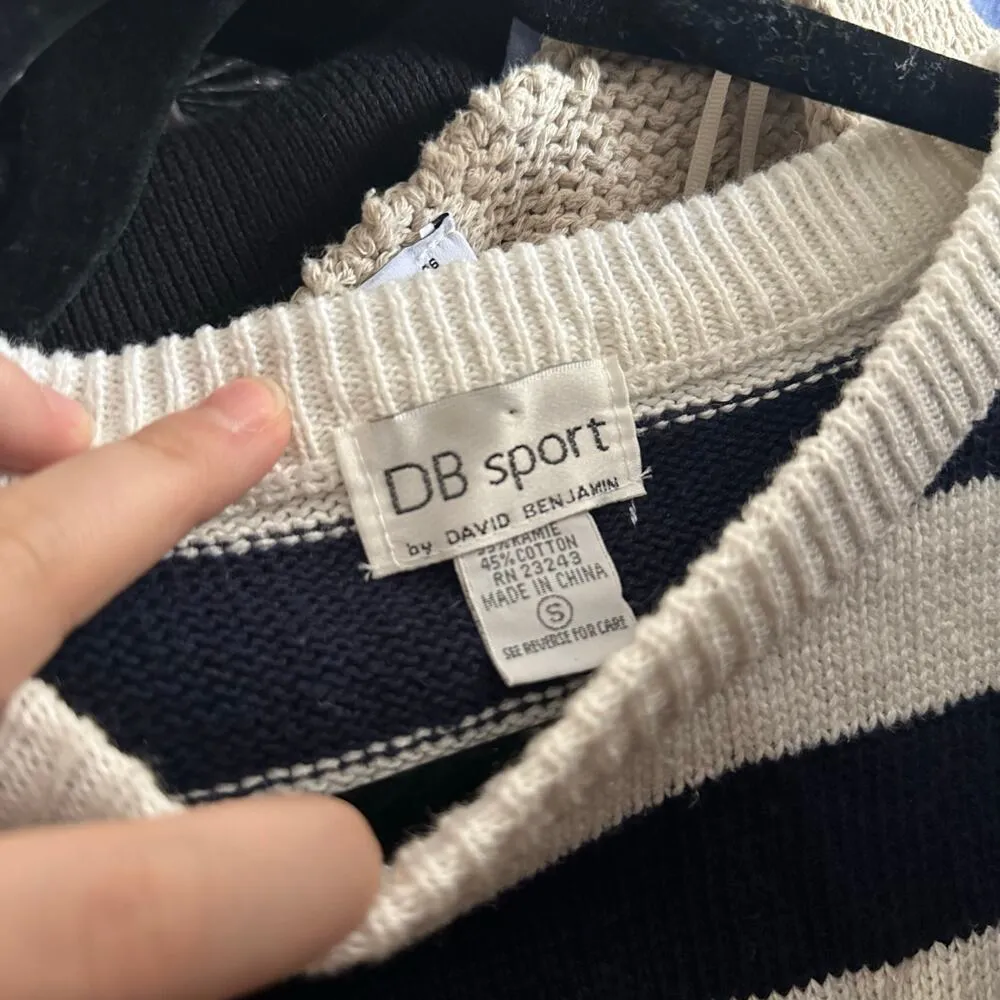 DB sport
by DAVID BENJAMIN
55% RAMIE
45% COTTON
RN 23243
MADE IN CHINA
S
SEE REVERSE FOR CARE